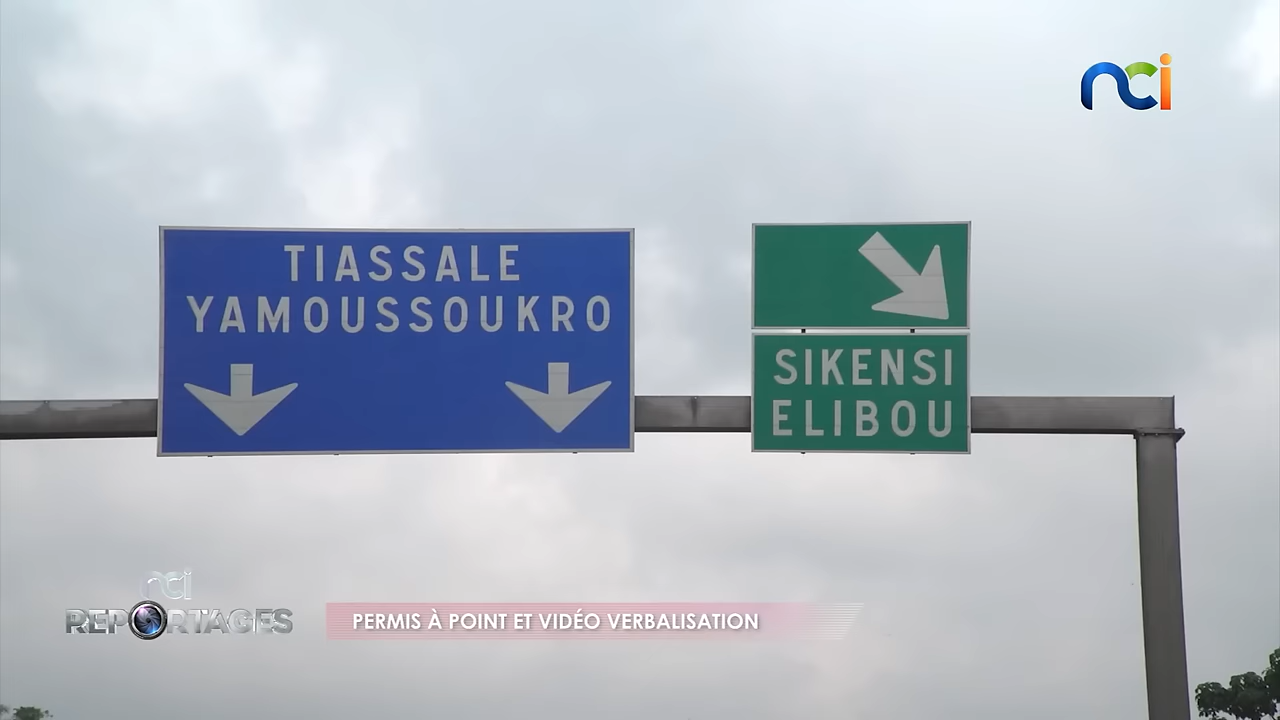 nci
TIASSALE
YAMOUSSOUKRO
SIKENSI
ELIBOU
nci
REPORTAGES
PERMIS À POINT ET VIDÉO VERBALISATION